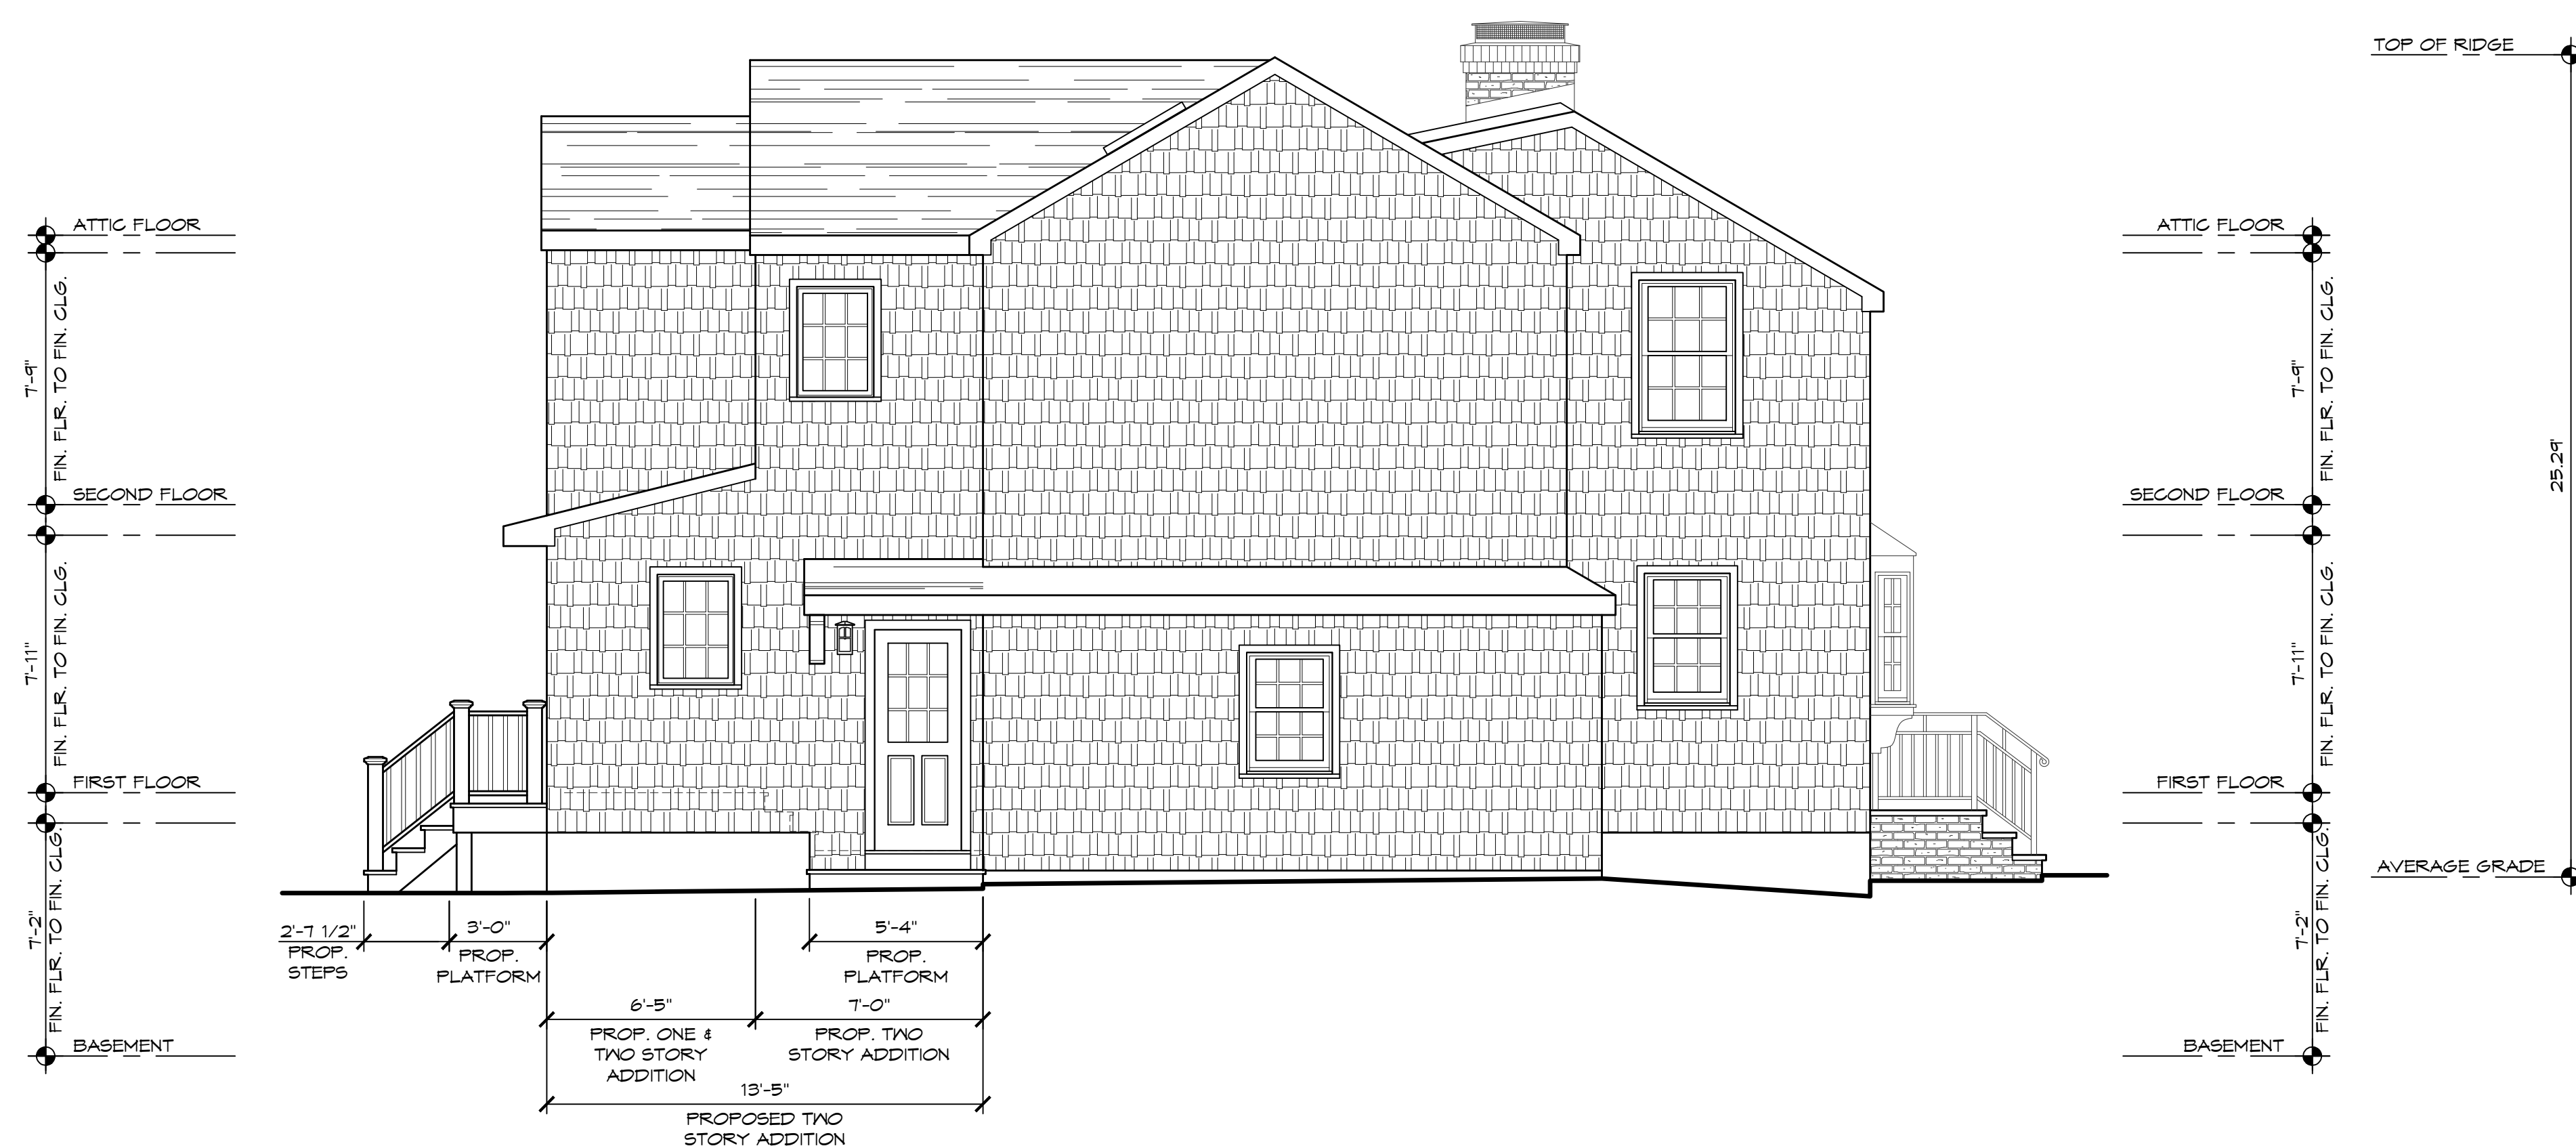 TOP OF RIDGE
ATTIC FLOOR
7'-9"
FIN. FLR. TO FIN. CLG.
SECOND FLOOR
7'-11"
FIN. FLR. TO FIN. CLG.
FIRST FLOOR
7'-2"
FIN. FLR. TO FIN. CLG.
BASEMENT
2'-7 1/2"
PROP.
STEPS
3'-0"
PROP.
PLATFORM
5'-4"
PROP.
PLATFORM
6'-5"
PROP. ONE &
TWO STORY
ADDITION
7'-0"
PROP. TWO
STORY ADDITION
13'-5"
PROPOSED TWO
STORY ADDITION
ATTIC FLOOR
7'-9"
FIN. FLR. TO FIN. CLG.
SECOND FLOOR
7'-11"
FIN. FLR. TO FIN. CLG.
FIRST FLOOR
7'-2"
FIN. FLR. TO FIN. CLG.
BASEMENT
25.29'
AVERAGE GRADE